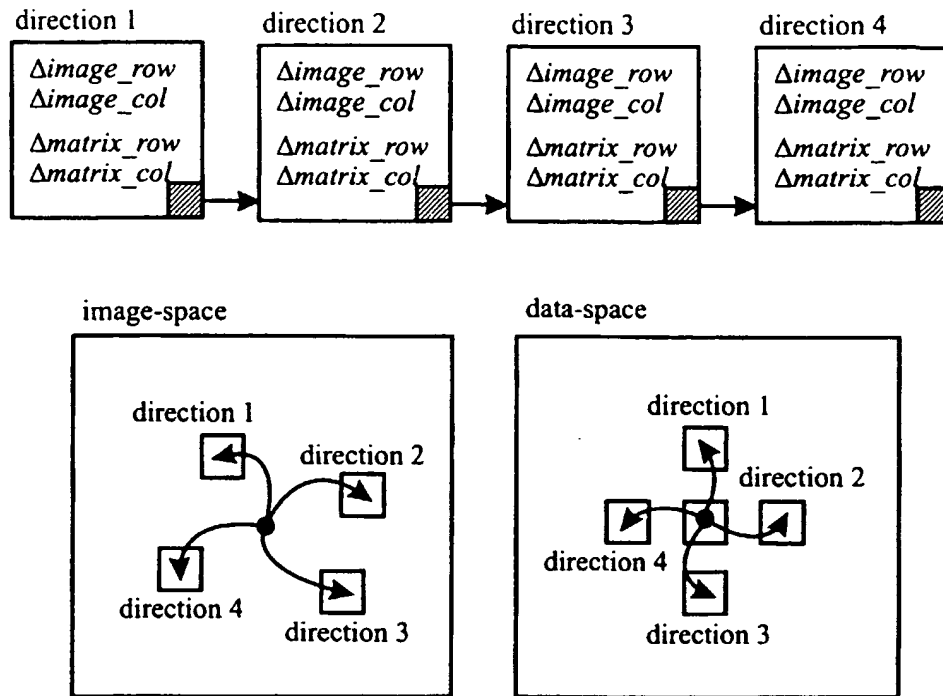 direction 1
direction 2
direction 3
direction 4
Δimage_row
Δimage_col
Δmatrix_row
Δmatrix_col
Δimage_row
Δimage_col
Δmatrix_row
Δmatrix_col
Δimage_row
Δimage_col
Δmatrix_row
Δmatrix_col
Δimage_row
Δimage_col
Δmatrix_row
Δmatrix_col
image-space
direction 1
direction 2
direction 4
direction 3
data-space
direction 1
direction 2
direction 4
direction 3